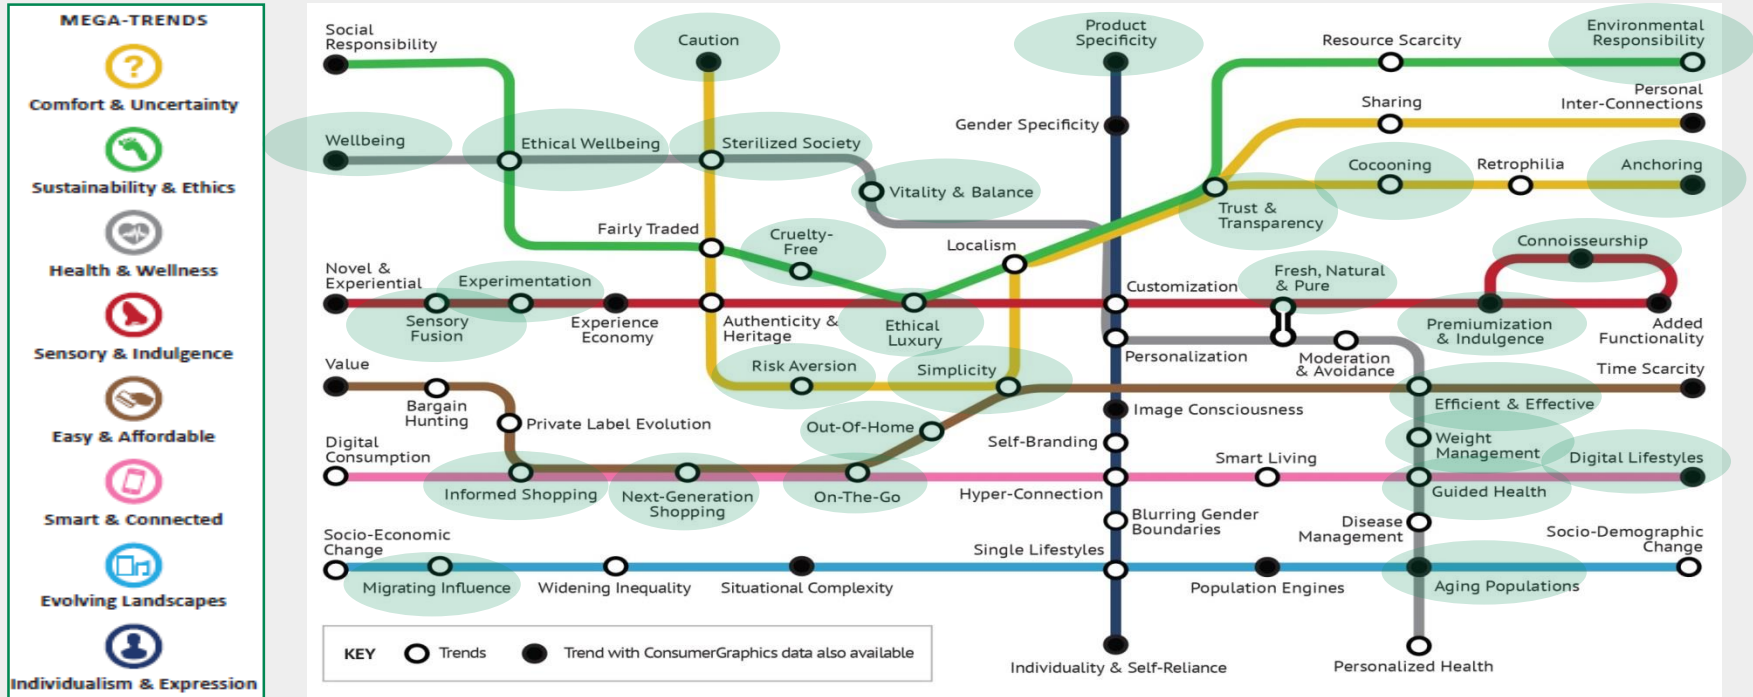 MEGA-TRENDS
Comfort & Uncertainty
Sustainability & Ethics
Health & Wellness
Sensory & Indulgence
Easy & Affordable
Smart & Connected
Evolving Landscapes
Individualism & Expression
Social
Responsibility
Caution
Product
Specificity
Resource Scarcity
Environmental
Responsibility
Sharing
Personal
Inter-Connections
Gender Specificity
Wellbeing
Ethical Wellbeing
Sterilized Society
Vitality & Balance
Cocooning
Retrophilia
Anchoring
Trust &
Transparency
Fairly Traded
Cruelty-
Free
Localism
Connoisseurship
Novel &
Experiential
Experimentation
Sensory
Fusion
Experience
Economy
Authenticity &
Heritage
Ethical
Luxury
Customization
Fresh, Natural
& Pure
Premiumization
& Indulgence
Added
Functionality
Personalization
Moderation
& Avoidance
Value
Risk Aversion
Simplicity
Time Scarcity
Bargain
Hunting
Private Label Evolution
Out-Of-Home
Image Consciousness
Efficient & Effective
Self-Branding
Weight
Management
Digital
Consumption
Informed Shopping
Next-Generation
Shopping
On-The-Go
Hyper-Connection
Smart Living
Guided Health
Digital Lifestyles
Blurring Gender
Boundaries
Disease
Management
Socio-Economic
Change
Migrating Influence
Widening Inequality
Situational Complexity
Single Lifestyles
Population Engines
Aging Populations
Socio-Demographic
Change
Individuality & Self-Reliance
Personalized Health
KEY
Trends
Trend with ConsumerGraphics data also available